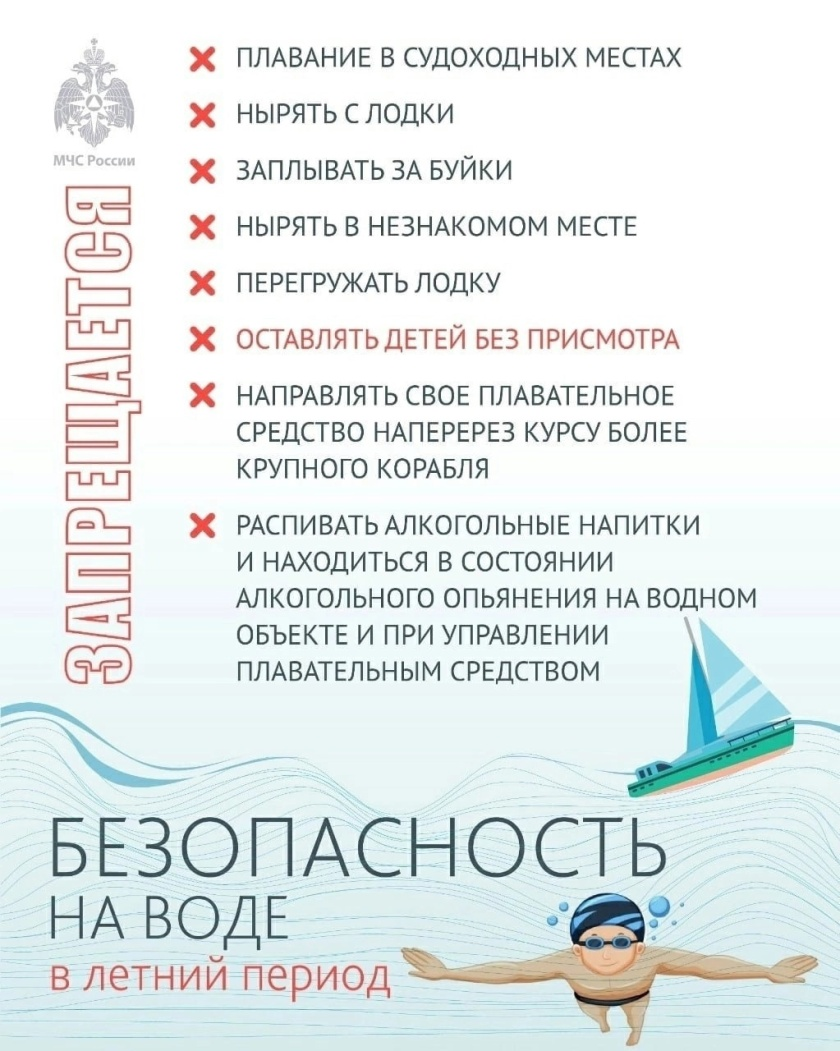 МЧС России
ЗАПРЕЩАЕТСЯ
ПЛАВАНИЕ В СУДОХОДНЫХ МЕСТАХ
НЫРЯТЬ С ЛОДКИ
ЗАПЛЫВАТЬ ЗА БУЙКИ
НЫРЯТЬ В НЕЗНАКОМОМ МЕСТЕ
ПЕРЕГРУЖАТЬ ЛОДКУ
ОСТАВЛЯТЬ ДЕТЕЙ БЕЗ ПРИСМОТРА
НАПРАВЛЯТЬ СВОЕ ПЛАВАТЕЛЬНОЕ
СРЕДСТВО НАПЕРЕРЕЗ КУРСУ БОЛЕЕ
КРУПНОГО КОРАБЛЯ
РАСПИВАТЬ АЛКОГОЛЬНЫЕ НАПИТКИ
И НАХОДИТЬСЯ В СОСТОЯНИИ
АЛКОГОЛЬНОГО ОПЬЯНЕНИЯ НА ВОДНОМ
ОБЪЕКТЕ И ПРИ УПРАВЛЕНИИ
ПЛАВАТЕЛЬНЫМ СРЕДСТВОМ
БЕЗОПАСНОСТЬ
НА ВОДЕ
в летний период